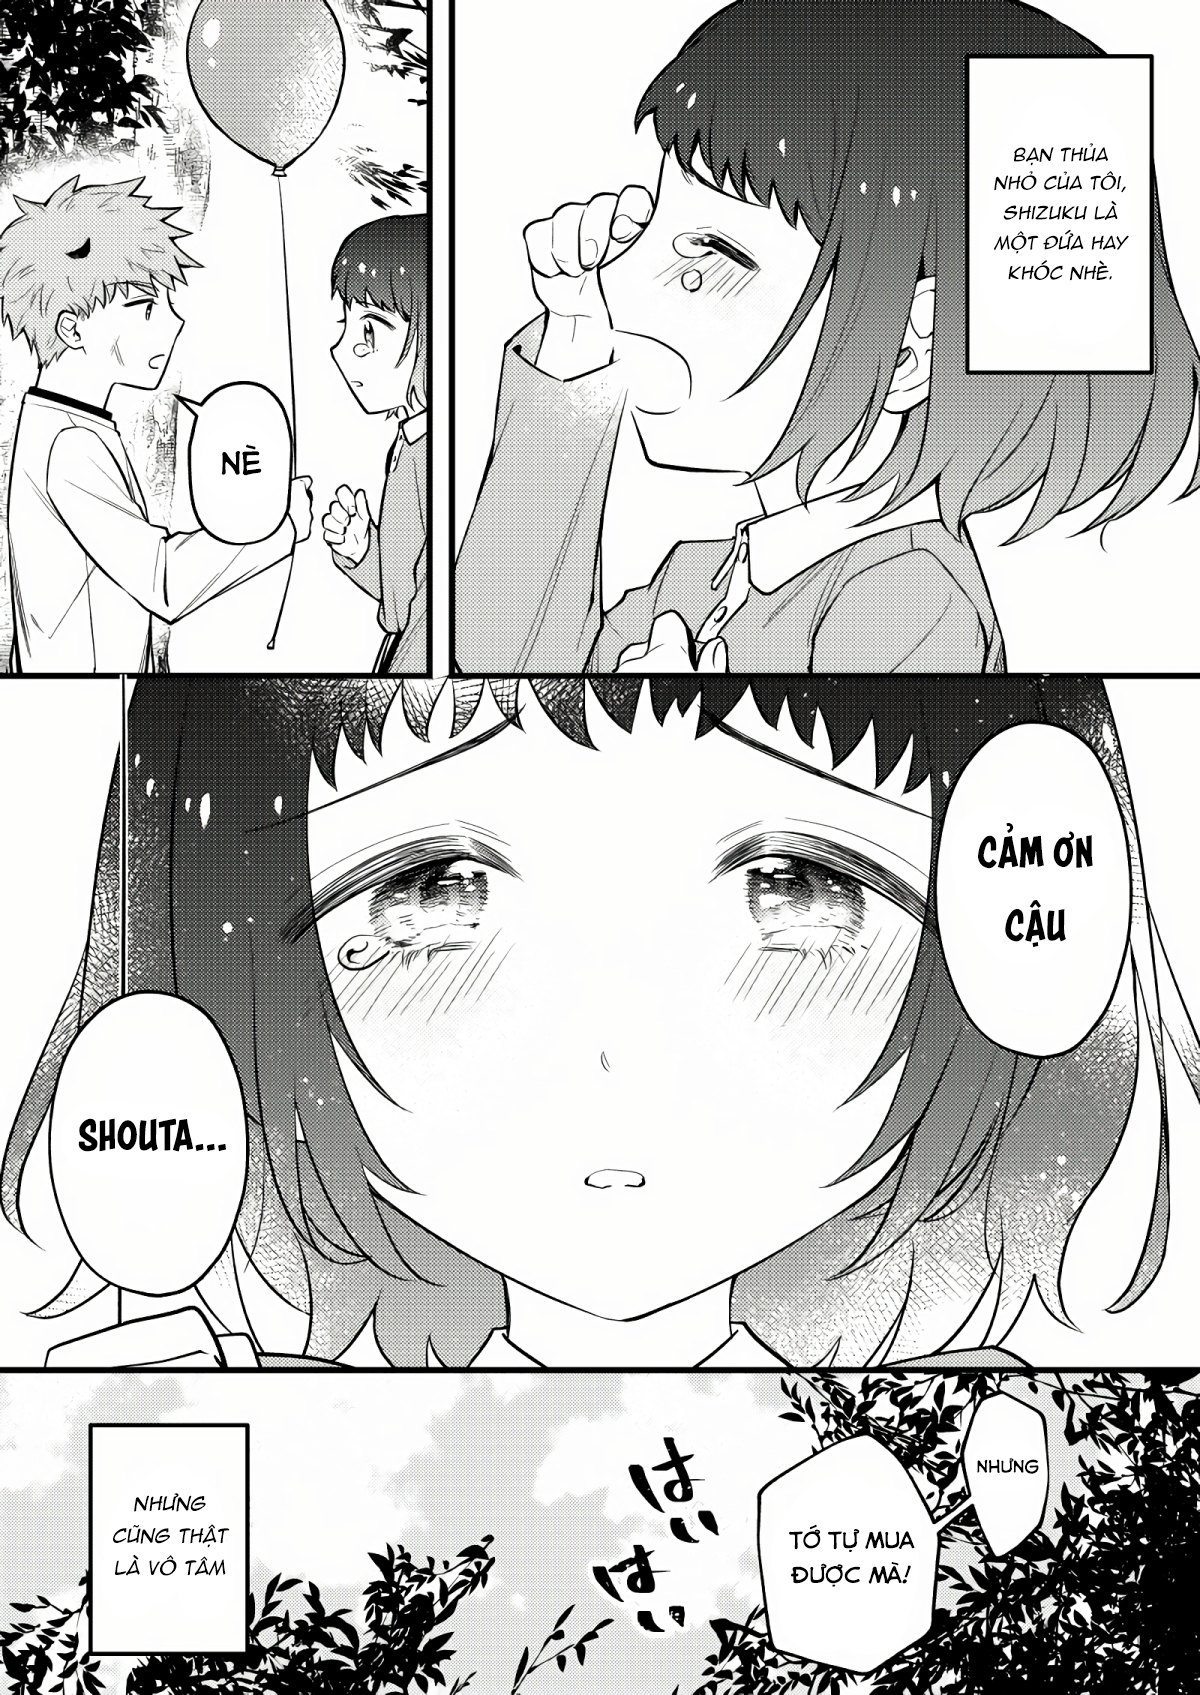 BẠN THỦA
NHỎ CỦA TÔI,
SHIZUKU LÀ
MỘT ĐỨA HAY
KHÓC NHÈ.
NÈ
CẢM ƠN
CẬU
SHOUTA...
NHƯNG
TỚ TỰ MUA
ĐƯỢC MÀ!
はい
はい
NHƯNG
CŨNG THẬT
LÀ VÔ TÂM